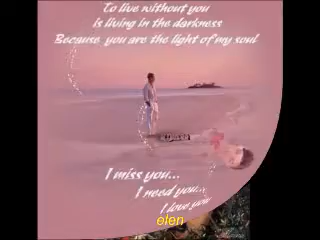 To live without you
Is living in the darkness
Because you are the light of my soul
I miss you...
I need you...
I love you
elen